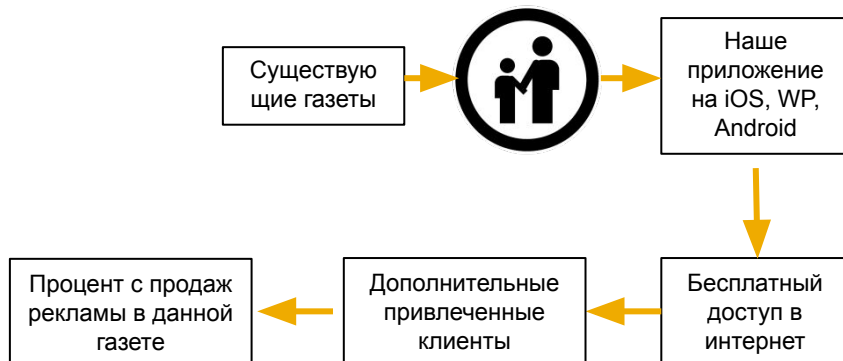 Существую
щие газеты
Наше
приложение
на iOS, WP,
Android
Бесплатный
доступ в
интернет
Дополнительные
привлеченные
клиенты
Процент с продаж
рекламы в данной
газете